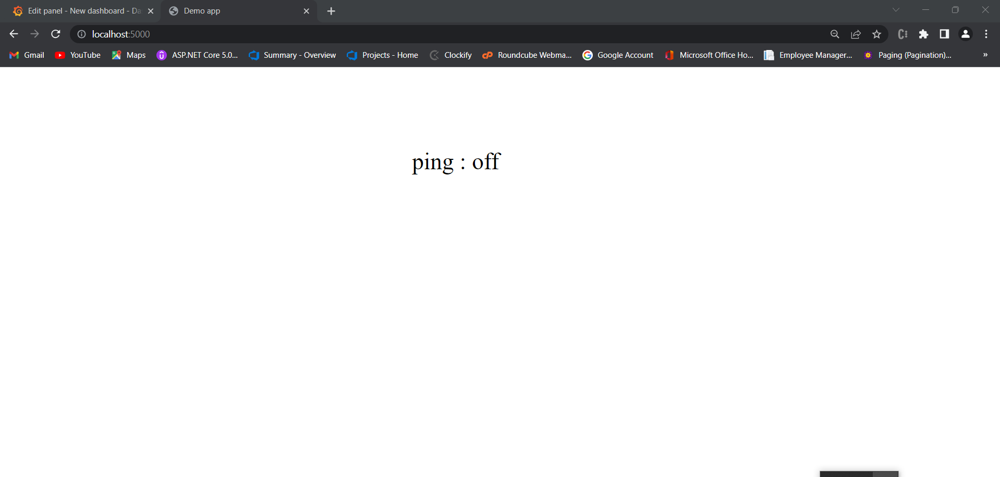 Edit panel - New dashboard - Da
Demo app
localhost:5000
Gmail
YouTube
Maps
ASP.NET Core 5.0...
Summary - Overview
Projects - Home
Clockify
Roundcube Webma...
Google Account
Microsoft Office Ho...
Employee Manager...
Paging (Pagination)...
»
ping : off